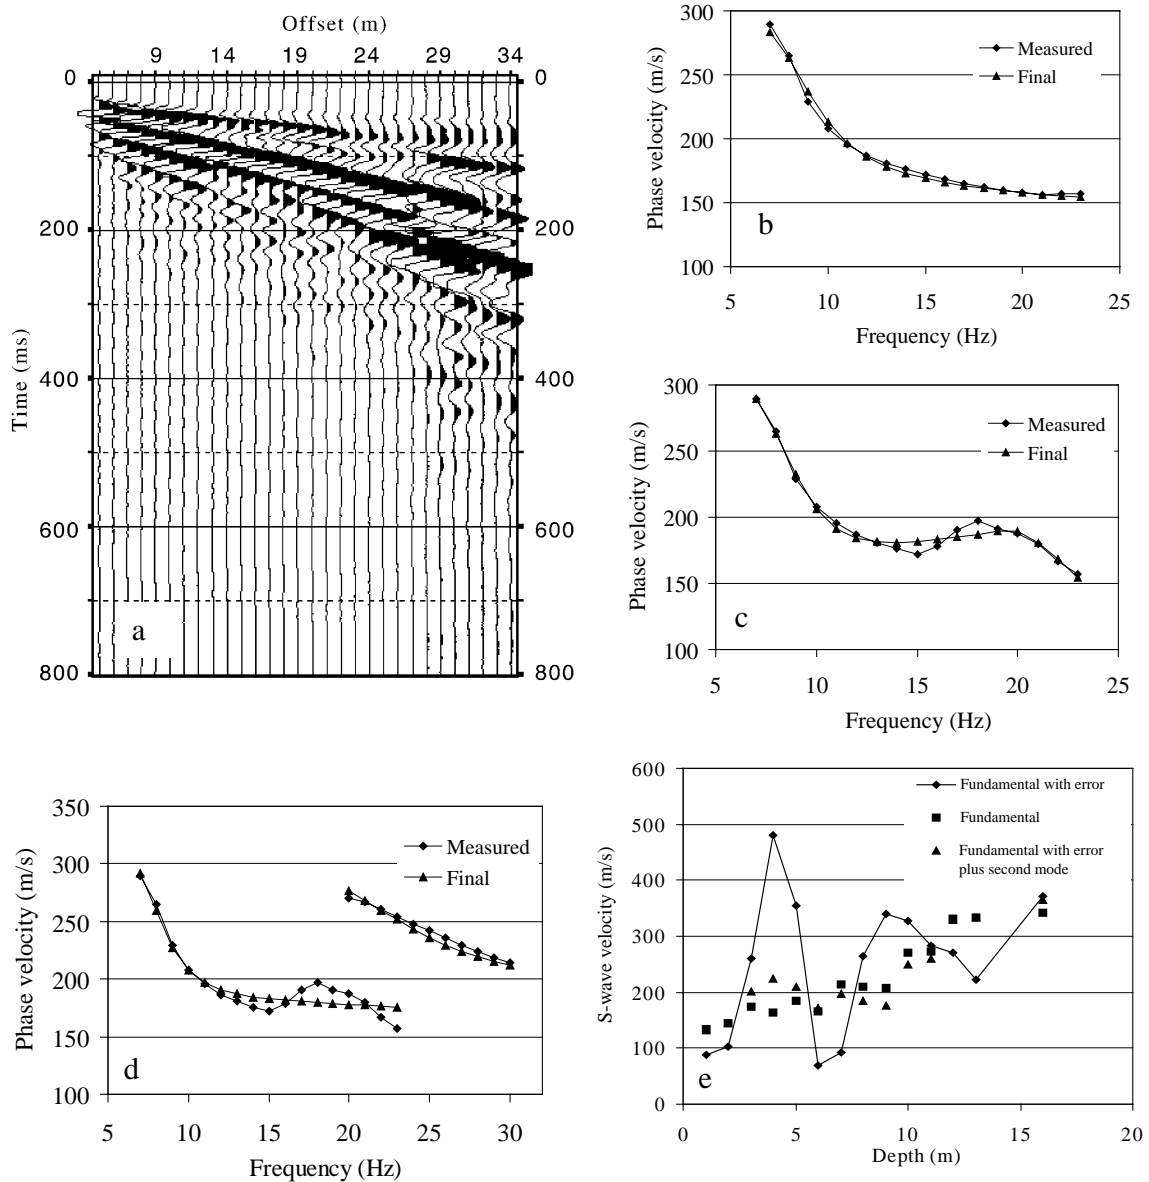 Offset (m)
9 14 19 24 29 34
0 0
200 200
400 400
600 600
800 800
Time (ms)
a
300
250
200
150
100
5 10 15 20 25
Phase velocity (m/s)
Frequency (Hz)
Measured
Final
b
300
250
200
150
100
5 10 15 20 25
Phase velocity (m/s)
Frequency (Hz)
Measured
Final
c
350
300
250
200
150
100
5 10 15 20 25 30
Phase velocity (m/s)
Frequency (Hz)
Measured
Final
d
600
500
400
300
200
100
0
0 5 10 15 20
S-wave velocity (m/s)
Depth (m)
Fundamental with error
Fundamental
Fundamental with error
plus second mode
e